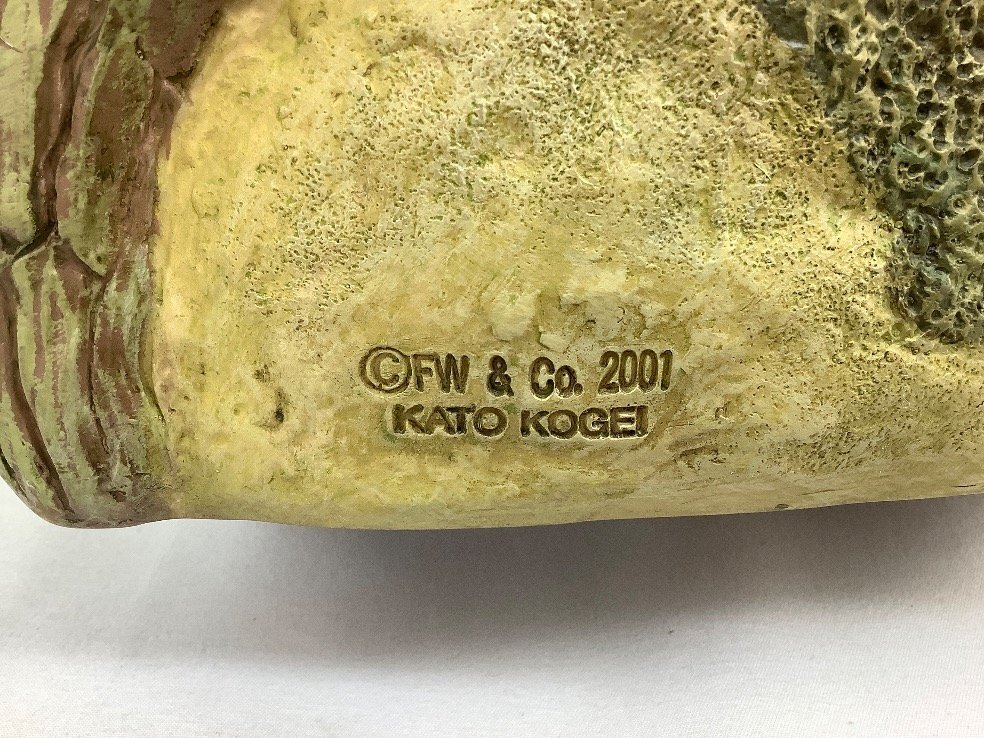 ©FW & Co. 2001
KATO KOGEI